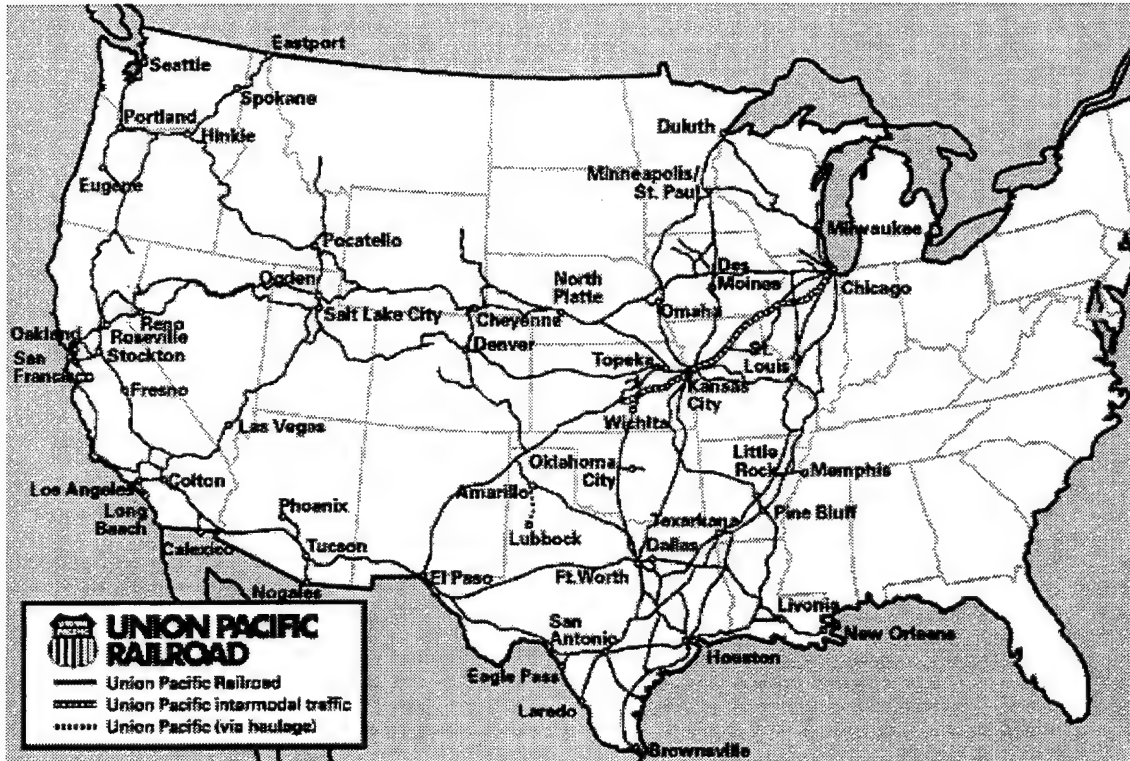 Eastport
Seattle
Spokane
Portland
Hinkle
Duluth
Eugene
Minneapolis/
St. Paul
Milwaukee
Pocatello
Ogden
North
Platte
Des
Moines
Chicago
Salt Lake City
Cheyenne
Omaha
Oakland
Reno
Roseville
San
Francisco
Stockton
Denver
Topeka
St.
Louis
Kansas
City
Fresno
Wichita
Las Vegas
Oklahoma
City
Little
Rock
Memphis
Los Angeles
Colton
Amarillo
Long
Beach
Phoenix
Lubbock
Texarkana
Pine Bluff
Calexico
Tucson
Dallas
El Paso
Ft. Worth
Nogales
Livonia
San
Antonio
New Orleans
Houston
Eagle Pass
Laredo
Brownsville
UNION PACIFIC
RAILROAD
Union Pacific Railroad
Union Pacific intermodal traffic
Union Pacific (via haulage)